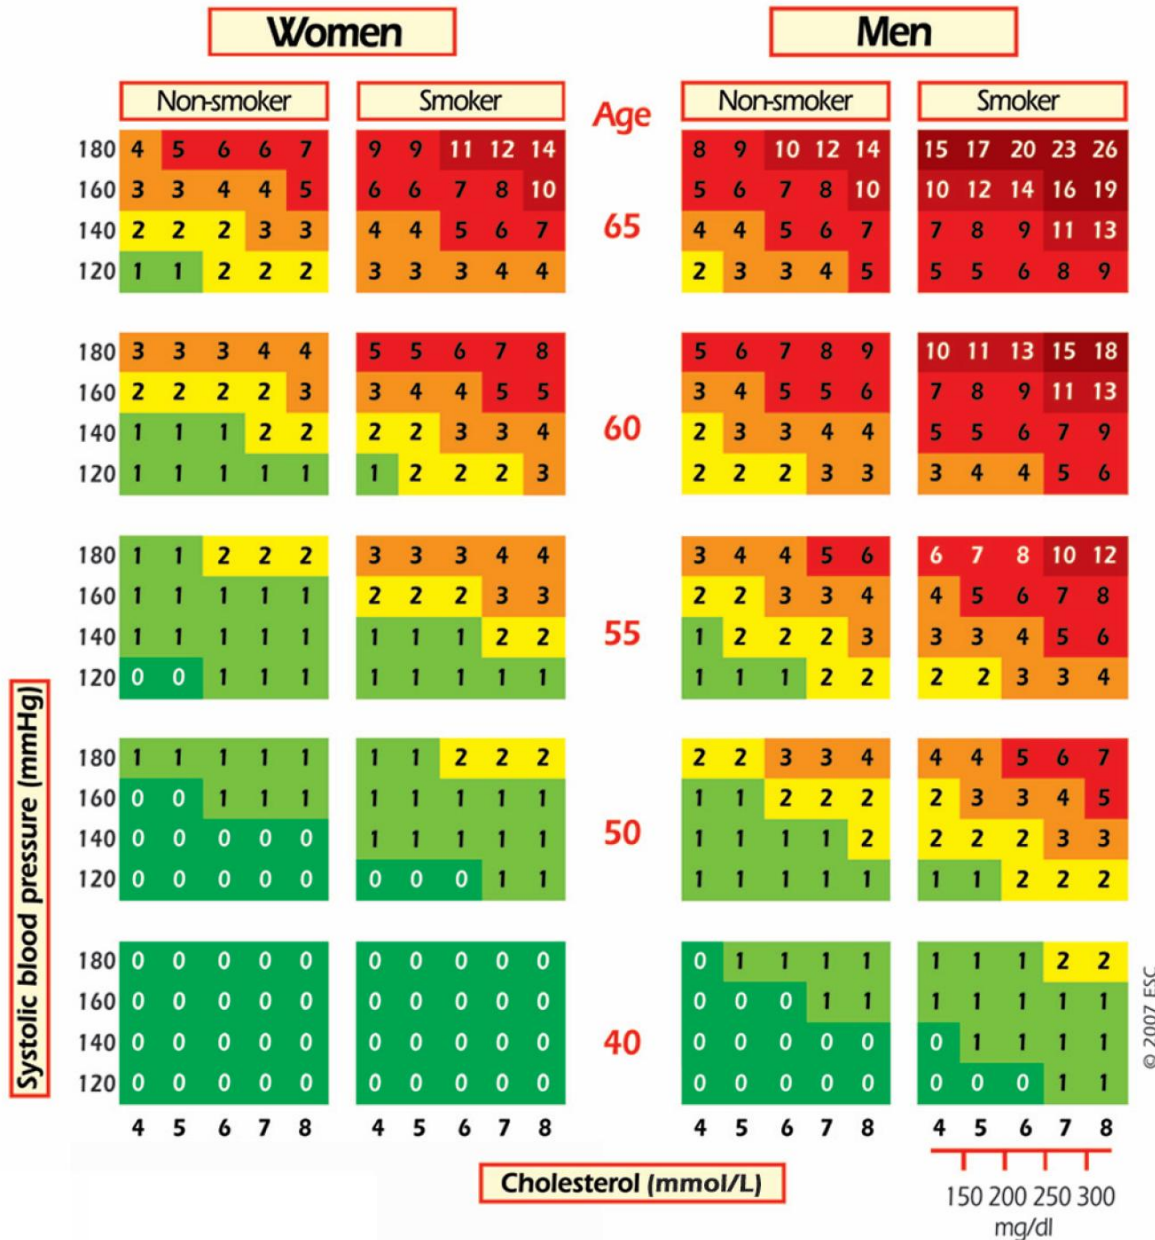 Women Men
Non-smoker Smoker Age Non-smoker Smoker
180 4 5 6 6 7 9 9 11 12 14 8 9 10 12 14 15 17 20 23 26
160 3 3 4 4 5 6 6 7 8 10 5 6 7 8 10 10 12 14 16 19
65
140 2 2 2 3 3 4 4 5 6 7 4 4 5 6 7 7 8 9 11 13
120 1 1 2 2 2 3 3 3 4 4 2 3 3 4 5 5 5 6 8 9
180 3 3 3 4 4 5 5 6 7 8 5 6 7 8 9 10 11 13 15 18
160 2 2 2 2 3 3 4 4 5 5 3 4 5 5 6 7 8 9 11 13
60
140 1 1 1 2 2 2 2 3 3 4 2 3 3 4 4 5 5 6 7 9
120 1 1 1 1 1 1 2 2 2 3 2 2 2 3 3 3 4 4 5 6
180 1 1 2 2 2 3 3 3 4 4 3 4 4 5 6 6 7 8 10 12
160 1 1 1 1 1 2 2 2 3 3 2 2 3 3 4 4 5 6 7 8
55
140 1 1 1 1 1 1 1 1 2 2 1 2 2 2 3 3 3 4 5 6
120 0 0 1 1 1 1 1 1 1 1 1 1 1 2 2 2 2 3 3 4
180 1 1 1 1 1 1 1 2 2 2 2 2 3 3 4 4 4 5 6 7
160 0 0 1 1 1 1 1 1 1 1 1 1 2 2 2 2 3 3 4 5
50
140 0 0 0 0 0 1 1 1 1 1 1 1 1 1 2 2 2 2 3 3
120 0 0 0 0 0 0 0 0 1 1 1 1 1 1 1 1 1 2 2 2
180 0 0 0 0 0 0 0 0 0 0 0 1 1 1 1 1 1 1 2 2
160 0 0 0 0 0 0 0 0 0 0 0 0 0 1 1 1 1 1 1 1
40
140 0 0 0 0 0 0 0 0 0 0 0 0 0 0 0 0 1 1 1 1
120 0 0 0 0 0 0 0 0 0 0 0 0 0 0 0 0 0 0 1 1
4 5 6 7 8 4 5 6 7 8 4 5 6 7 8 4 5 6 7 8
Systolic blood pressure (mmHg)
Cholesterol (mmol/L)
150 200 250 300
mg/dl
© 2007 ESC